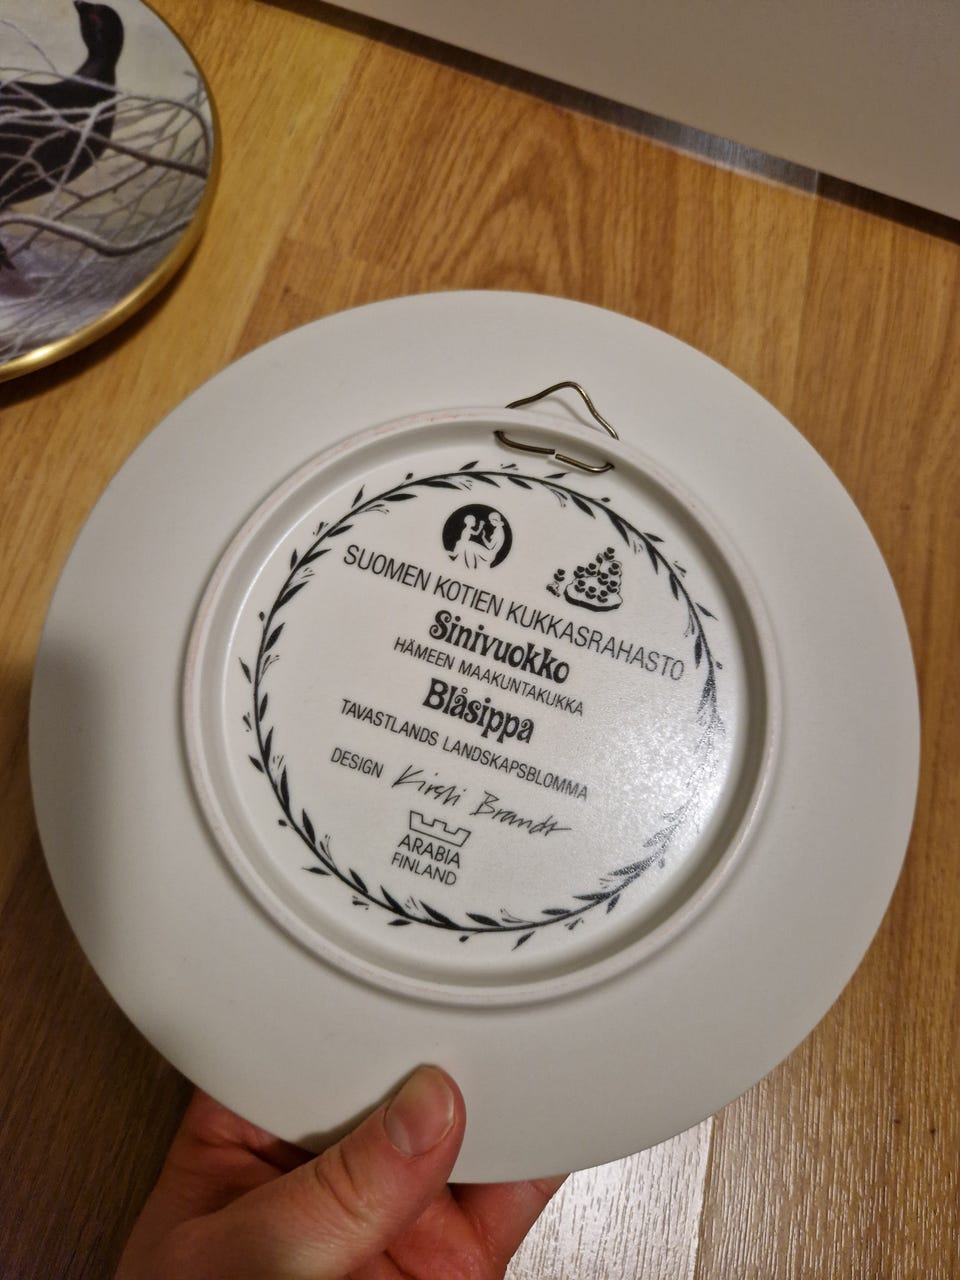 SUOMEN KOTIEN KUKKASRAHASTO
Sinivuokko
HÄMEEN MAAKUNTAKUKKA
Blåsippa
TAVASTLANDS LANDSKAPSBLOMMA
DESIGN Kirsti Brandt
ARABIA
FINLAND